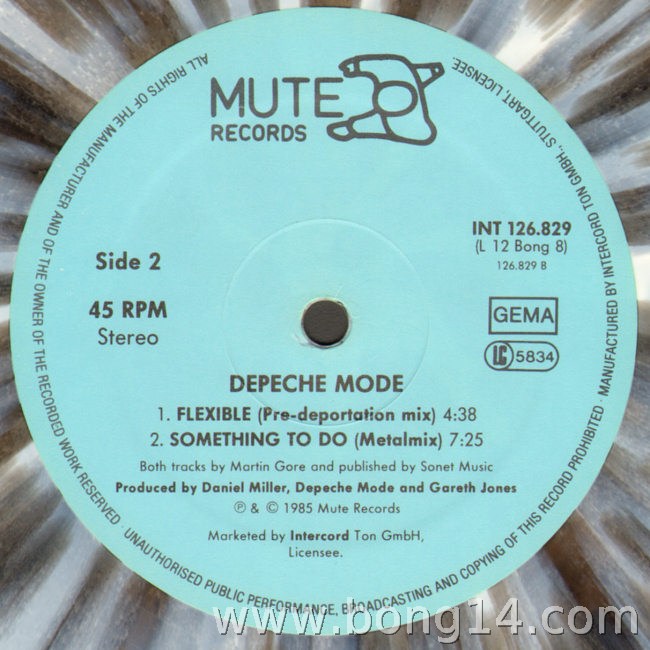 MUTE
RECORDS
INT 126.829
(L 12 Bong 8)
126.829 B
Side 2
45 RPM
Stereo
GEMA
LC 5834
DEPECHE MODE
1. FLEXIBLE (Pre-deportation mix) 4:38
2. SOMETHING TO DO (Metalmix) 7:25
Both tracks by Martin Gore and published by Sonet Music
Produced by Daniel Miller, Depeche Mode and Gareth Jones
℗ & © 1985 Mute Records
Marketed by Intercord Ton GmbH,
Licensee.
ALL RIGHTS OF THE MANUFACTURER AND OF THE OWNER OF THE RECORDED WORK RESERVED · UNAUTHORISED PUBLIC PERFORMANCE, BROADCASTING AND COPYING OF THIS RECORD PROHIBITED · MANUFACTURED BY INTERCORD TON GMBH., STUTTGART, LICENSEE.
www.bong14.com